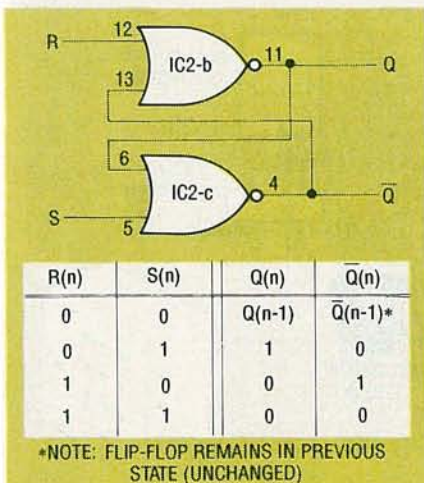 R
12
IC2-b
11
Q
13
6
IC2-c
4
Q̅
S
5
R(n) S(n) Q(n) Q̅(n)
0 0 Q(n-1) Q̅(n-1)*
0 1 1 0
1 0 0 1
1 1 0 0
*NOTE: FLIP-FLOP REMAINS IN PREVIOUS
STATE (UNCHANGED)